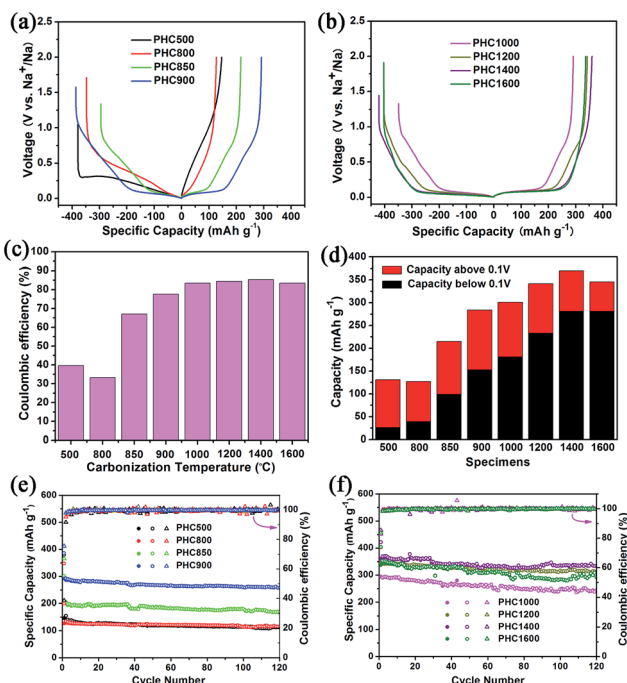 (a)
PHC500
PHC800
PHC850
PHC900
Voltage (V vs. Na+/Na)
2.0
1.5
1.0
0.5
0.0
-400 -300 -200 -100 0 100 200 300 400
Specific Capacity (mAh g-1)
(b)
PHC1000
PHC1200
PHC1400
PHC1600
Voltage (V vs. Na+/Na)
2.0
1.5
1.0
0.5
0.0
-400 -300 -200 -100 0 100 200 300 400
Specific Capacity (mAh g-1)
(c)
Coulombic efficiency (%)
100
90
80
70
60
50
40
30
20
10
0
500 800 850 900 1000 1200 1400 1600
Carbonization Temperature (°C)
(d)
Capacity above 0.1V
Capacity below 0.1V
Capacity (mAh g-1)
400
350
300
250
200
150
100
50
0
500 800 850 900 1000 1200 1400 1600
Specimens
(e)
Specific Capacity (mAh g-1)
600
500
400
300
200
100
0
PHC500
PHC800
PHC850
PHC900
100
80
60
40
20
0
Coulombic efficiency (%)
0 20 40 60 80 100 120
Cycle Number
(f)
Specific Capacity (mAh g-1)
600
500
400
300
200
100
0
PHC1000
PHC1200
PHC1400
PHC1600
100
80
60
40
20
0
Coulombic efficiency (%)
0 20 40 60 80 100 120
Cycle Number